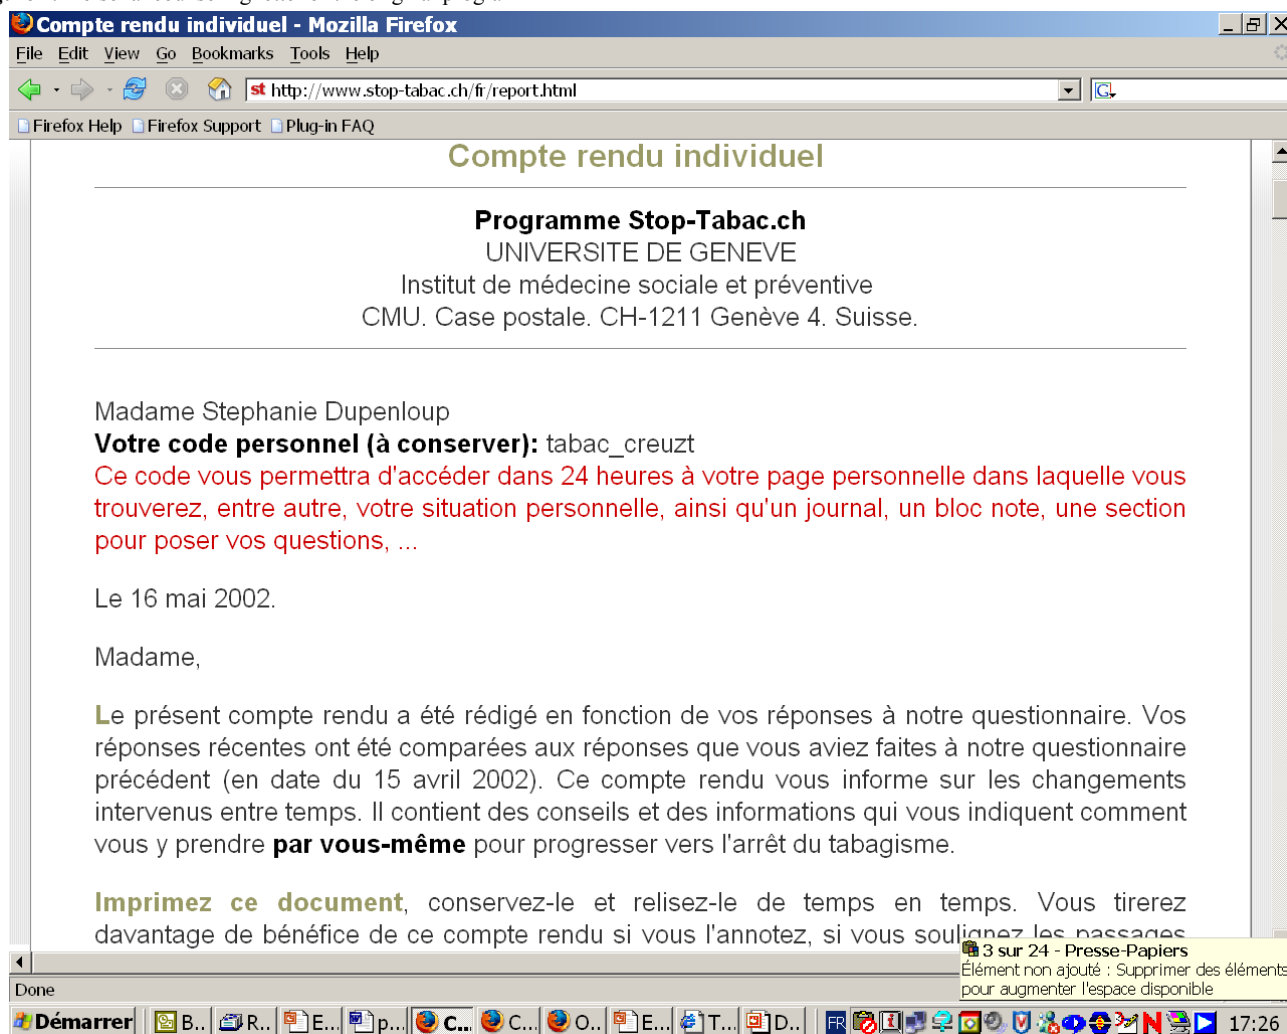 Compte rendu individuel - Mozilla Firefox
File Edit View Go Bookmarks Tools Help
st http://www.stop-tabac.ch/fr/report.html G
Firefox Help Firefox Support Plug-in FAQ
Compte rendu individuel
Programme Stop-Tabac.ch
UNIVERSITE DE GENEVE
Institut de médecine sociale et préventive
CMU. Case postale. CH-1211 Genève 4. Suisse.
Madame Stephanie Dupenloup
Votre code personnel (à conserver): tabac_creuzt
Ce code vous permettra d'accéder dans 24 heures à votre page personnelle dans laquelle vous
trouverez, entre autre, votre situation personnelle, ainsi qu'un journal, un bloc note, une section
pour poser vos questions, ...
Le 16 mai 2002.
Madame,
Le présent compte rendu a été rédigé en fonction de vos réponses à notre questionnaire. Vos
réponses récentes ont été comparées aux réponses que vous aviez faites à notre questionnaire
précédent (en date du 15 avril 2002). Ce compte rendu vous informe sur les changements
intervenus entre temps. Il contient des conseils et des informations qui vous indiquent comment
vous y prendre par vous-même pour progresser vers l'arrêt du tabagisme.
Imprimez ce document, conservez-le et relisez-le de temps en temps. Vous tirerez
davantage de bénéfice de ce compte rendu si vous l'annotez, si vous soulignez les passages
3 sur 24 - Presse-Papiers
Élément non ajouté : Supprimer des éléments
pour augmenter l'espace disponible
Done
Démarrer B.. R.. E... p... C... C... O.. E... T... D.. FR 17:26